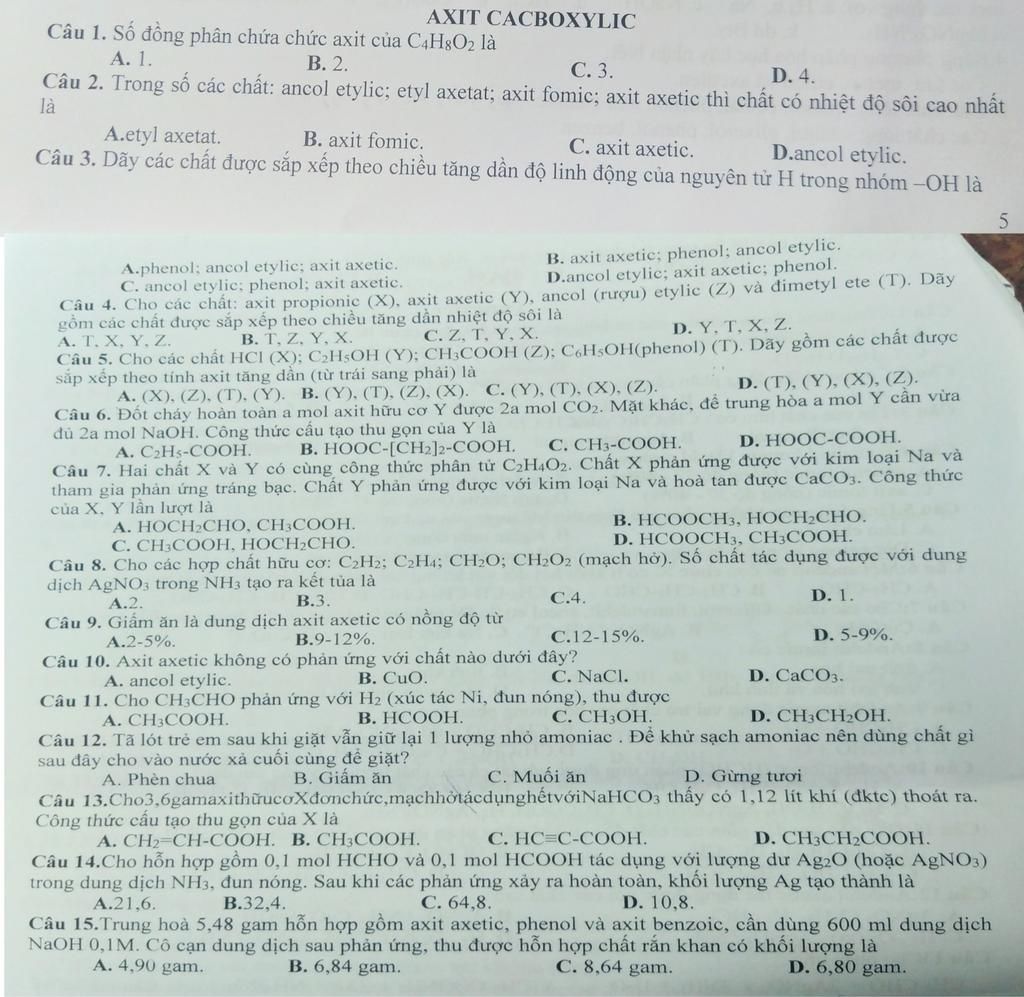 AXIT CACBOXYLIC
Câu 1. Số đồng phân chứa chức axit của C4H8O2 là
A. 1. B. 2. C. 3. D. 4.
Câu 2. Trong số các chất: ancol etylic; etyl axetat; axit fomic; axit axetic thì chất có nhiệt độ sôi cao nhất
là
A.etyl axetat. B. axit fomic. C. axit axetic. D.ancol etylic.
Câu 3. Dãy các chất được sắp xếp theo chiều tăng dần độ linh động của nguyên tử H trong nhóm –OH là
5
A.phenol; ancol etylic; axit axetic. B. axit axetic; phenol; ancol etylic.
C. ancol etylic; phenol; axit axetic. D.ancol etylic; axit axetic; phenol.
Câu 4. Cho các chất: axit propionic (X), axit axetic (Y), ancol (rượu) etylic (Z) và đimetyl ete (T). Dãy
gồm các chất được sắp xếp theo chiều tăng dần nhiệt độ sôi là
A. T, X, Y, Z. B. T, Z, Y, X. C. Z, T, Y, X. D. Y, T, X, Z.
Câu 5. Cho các chất HCl (X); C2H5OH (Y); CH3COOH (Z); C6H5OH(phenol) (T). Dãy gồm các chất được
sắp xếp theo tính axit tăng dần (từ trái sang phải) là
A. (X), (Z), (T), (Y). B. (Y), (T), (Z), (X). C. (Y), (T), (X), (Z). D. (T), (Y), (X), (Z).
Câu 6. Đốt cháy hoàn toàn a mol axit hữu cơ Y được 2a mol CO2. Mặt khác, để trung hòa a mol Y cần vừa
đủ 2a mol NaOH. Công thức cấu tạo thu gọn của Y là
A. C2H5-COOH. B. HOOC-[CH2]2-COOH. C. CH3-COOH. D. HOOC-COOH.
Câu 7. Hai chất X và Y có cùng công thức phân tử C2H4O2. Chất X phản ứng được với kim loại Na và
tham gia phản ứng tráng bạc. Chất Y phản ứng được với kim loại Na và hoà tan được CaCO3. Công thức
của X, Y lần lượt là
A. HOCH2CHO, CH3COOH. B. HCOOCH3, HOCH2CHO.
C. CH3COOH, HOCH2CHO. D. HCOOCH3, CH3COOH.
Câu 8. Cho các hợp chất hữu cơ: C2H2; C2H4; CH2O; CH2O2 (mạch hở). Số chất tác dụng được với dung
dịch AgNO3 trong NH3 tạo ra kết tủa là
A.2. B.3. C.4. D. 1.
Câu 9. Giấm ăn là dung dịch axit axetic có nồng độ từ
A.2-5%. B.9-12%. C.12-15%. D. 5-9%.
Câu 10. Axit axetic không có phản ứng với chất nào dưới đây?
A. ancol etylic. B. CuO. C. NaCl. D. CaCO3.
Câu 11. Cho CH3CHO phản ứng với H2 (xúc tác Ni, đun nóng), thu được
A. CH3COOH. B. HCOOH. C. CH3OH. D. CH3CH2OH.
Câu 12. Tã lót trẻ em sau khi giặt vẫn giữ lại 1 lượng nhỏ amoniac . Để khử sạch amoniac nên dùng chất gì
sau đây cho vào nước xả cuối cùng để giặt?
A. Phèn chua B. Giấm ăn C. Muối ăn D. Gừng tươi
Câu 13.Cho3,6gamaxithữucơXđơnchức,mạchhởtácdụnghếtvớiNaHCO3 thấy có 1,12 lít khí (đktc) thoát ra.
Công thức cấu tạo thu gọn của X là
A. CH2=CH-COOH. B. CH3COOH. C. HC≡C-COOH. D. CH3CH2COOH.
Câu 14.Cho hỗn hợp gồm 0,1 mol HCHO và 0,1 mol HCOOH tác dụng với lượng dư Ag2O (hoặc AgNO3)
trong dung dịch NH3, đun nóng. Sau khi các phản ứng xảy ra hoàn toàn, khối lượng Ag tạo thành là
A.21,6. B.32,4. C. 64,8. D. 10,8.
Câu 15.Trung hoà 5,48 gam hỗn hợp gồm axit axetic, phenol và axit benzoic, cần dùng 600 ml dung dịch
NaOH 0,1M. Cô cạn dung dịch sau phản ứng, thu được hỗn hợp chất rắn khan có khối lượng là
A. 4,90 gam. B. 6,84 gam. C. 8,64 gam. D. 6,80 gam.